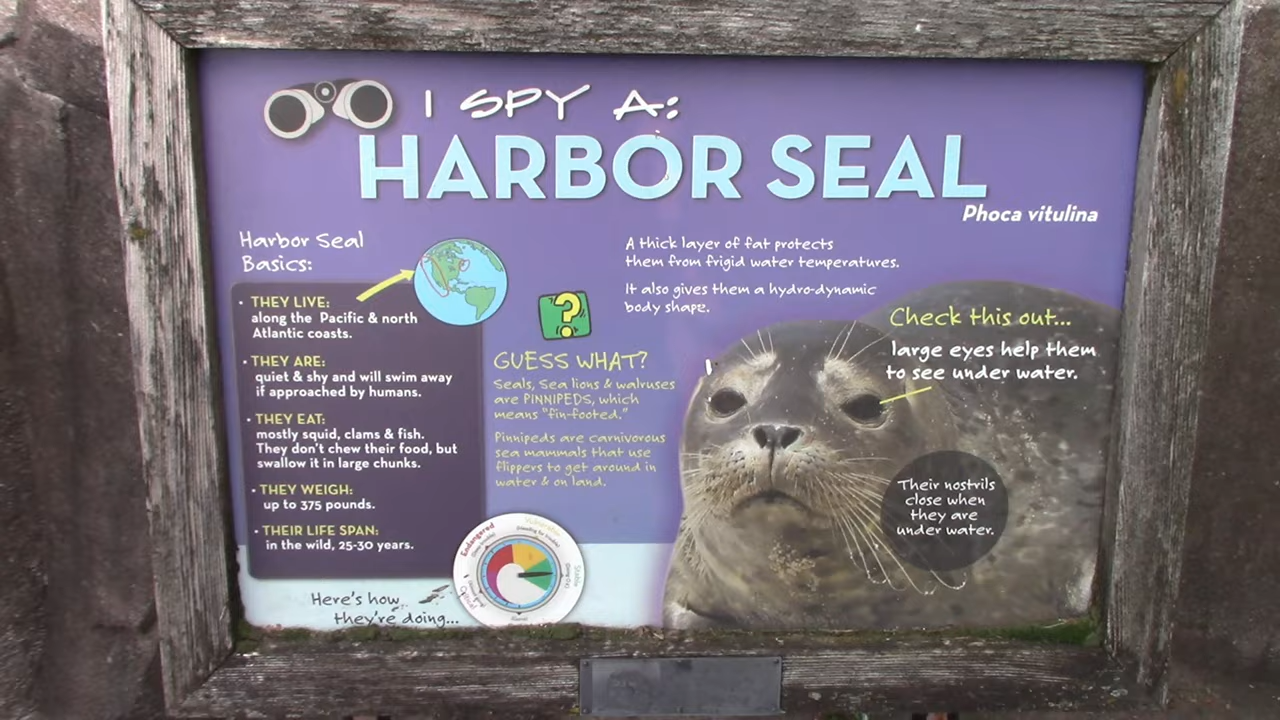 I SPY A:
HARBOR SEAL
Phoca vitulina
Harbor Seal
Basics:
• THEY LIVE:
along the Pacific & north
Atlantic coasts.
• THEY ARE:
quiet & shy and will swim away
if approached by humans.
• THEY EAT:
mostly squid, clams & fish.
They don't chew their food, but
swallow it in large chunks.
• THEY WEIGH:
up to 375 pounds.
• THEIR LIFE SPAN:
in the wild, 25-30 years.
Here's how
they're doing...
Endangered
Vulnerable
Stable
?
GUESS WHAT?
Seals, Sea lions & walruses
are PINNIPEDS, which
means "fin-footed."
Pinnipeds are carnivorous
sea mammals that use
flippers to get around in
water & on land.
A thick layer of fat protects
them from frigid water temperatures.
It also gives them a hydro-dynamic
body shape.
Check this out...
large eyes help them
to see under water.
Their nostrils
close when
they are
under water.